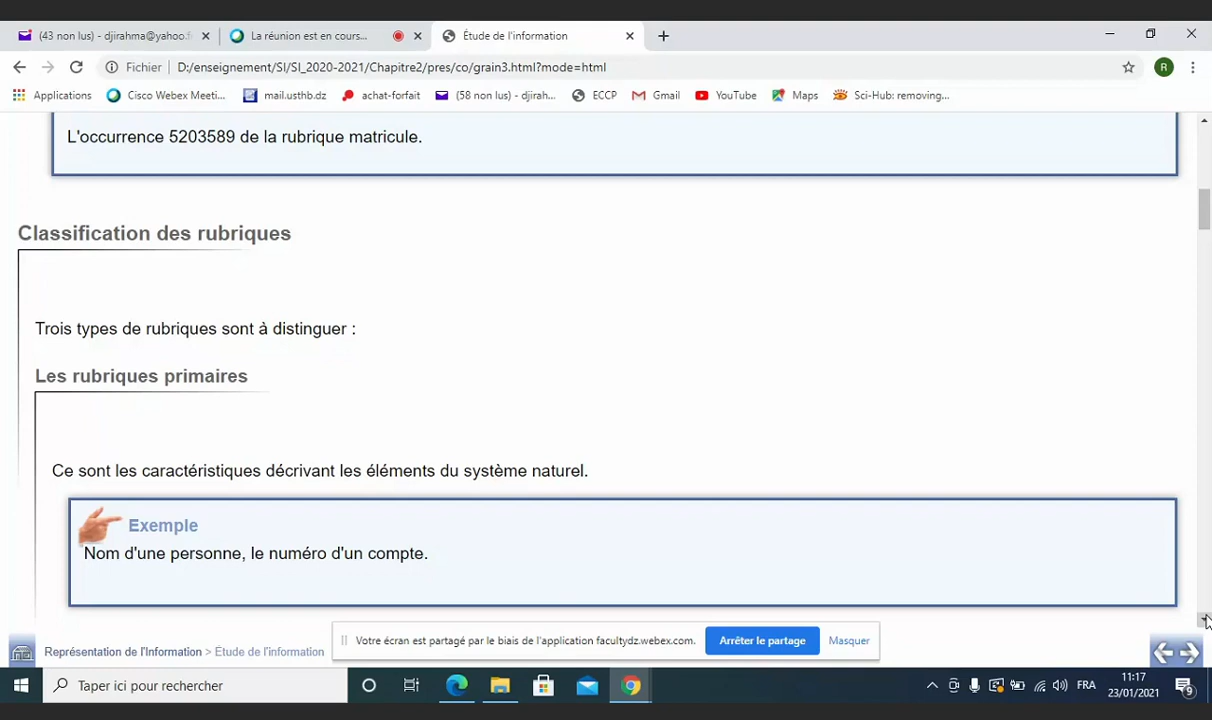 (43 non lus) - djirahma@yahoo.f
La réunion est en cours...
Étude de l'information
Fichier
D:/enseignement/SI/SI_2020-2021/Chapitre2/pres/co/grain3.html?mode=html
R
Applications
Cisco Webex Meeti...
mail.usthb.dz
achat-forfait
(58 non lus) - djirah...
ECCP
Gmail
YouTube
Maps
Sci-Hub: removing...
L'occurrence 5203589 de la rubrique matricule.
Classification des rubriques
Trois types de rubriques sont à distinguer :
Les rubriques primaires
Ce sont les caractéristiques décrivant les éléments du système naturel.
Exemple
Nom d'une personne, le numéro d'un compte.
Votre écran est partagé par le biais de l'application facultydz.webex.com.
Arrêter le partage
Masquer
Représentation de l'Information > Étude de l'information
Taper ici pour rechercher
FRA
11:17
23/01/2021
9